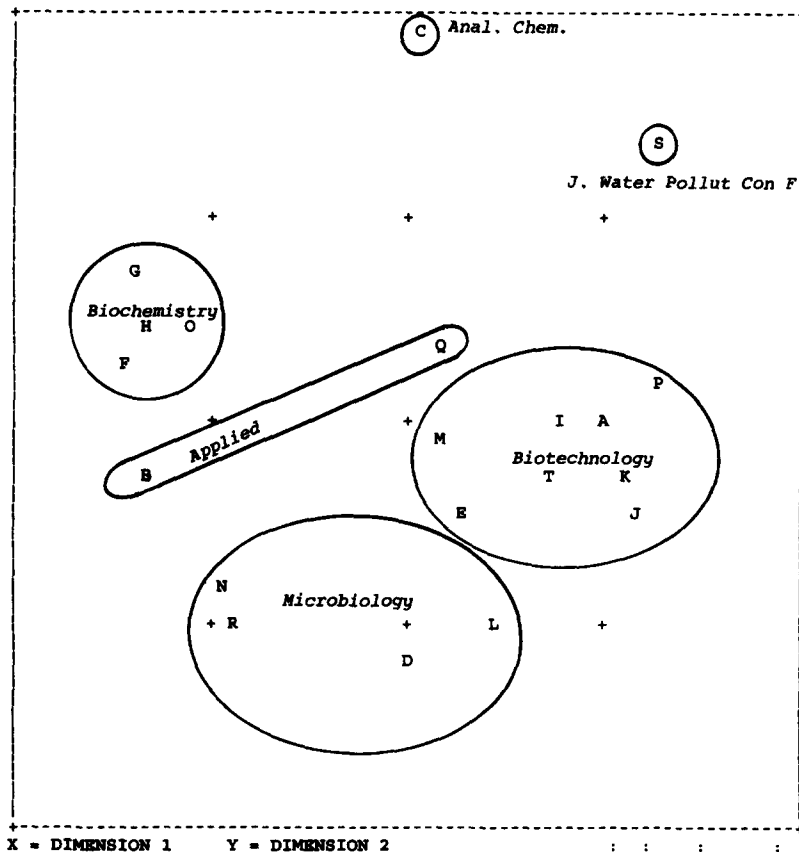 C Anal. Chem.
S
J. Water Pollut Con F
+ + +
G
Biochemistry
H O
Q
F
P
+ + I A
Applied M
Biotechnology
B T K
E J
N
Microbiology
+ R + L +
D
X = DIMENSION 1 Y = DIMENSION 2 : : : :